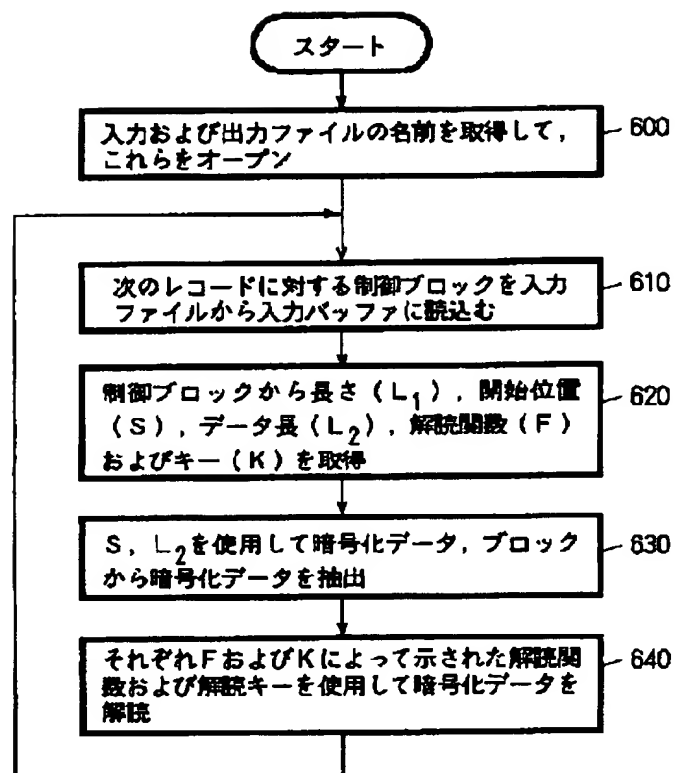 スタート
入力および出力ファイルの名前を取得して，
これらをオープン
600
次のレコードに対する制御ブロックを入力
ファイルから入力バッファに読込む
610
制御ブロックから長さ（L1），開始位置
（S），データ長（L2），解読関数（F）
およびキー（K）を取得
620
S，L2を使用して暗号化データ，ブロック
から暗号化データを抽出
630
それぞれFおよびKによって示された解読関
数および解読キーを使用して暗号化データを
解読
640